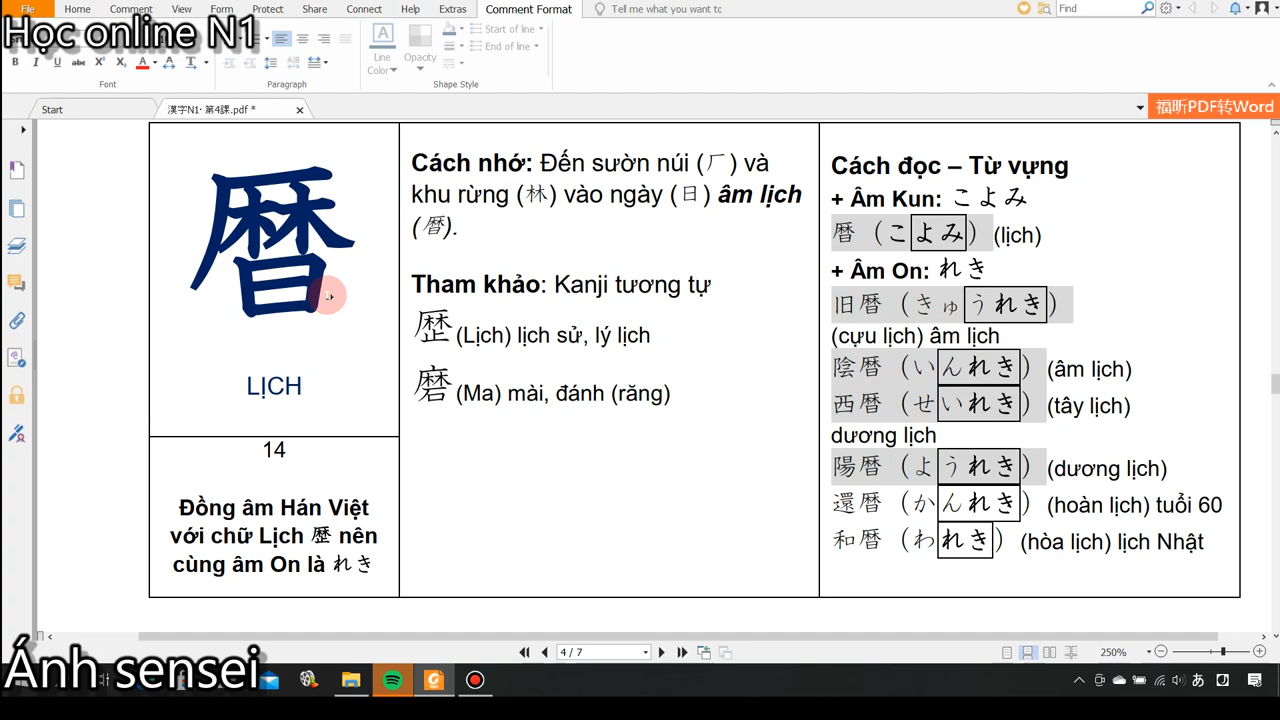 File Home Comment View Form Protect Share Connect Help Extras Comment Format Tell me what you want tc Find
Học online N1
Line Color Opacity Start of line End of line
Font Paragraph Shape Style
Start 漢字N1· 第4課.pdf * 福昕PDF转Word
暦
LỊCH
14
Đồng âm Hán Việt
với chữ Lịch 歴 nên
cùng âm On là れき
Cách nhớ: Đến sườn núi (厂) và
khu rừng (林) vào ngày (日) âm lịch
(暦).
Tham khảo: Kanji tương tự
歴 (Lịch) lịch sử, lý lịch
磨 (Ma) mài, đánh (răng)
Cách đọc – Từ vựng
+ Âm Kun: こよみ
暦（こよみ）(lịch)
+ Âm On: れき
旧暦（きゅうれき）
(cựu lịch) âm lịch
陰暦（いんれき）(âm lịch)
西暦（せいれき）(tây lịch)
dương lịch
陽暦（ようれき）(dương lịch)
還暦（かんれき）(hoàn lịch) tuổi 60
和暦（われき）(hòa lịch) lịch Nhật
4 / 7 250%
Ánh sensei